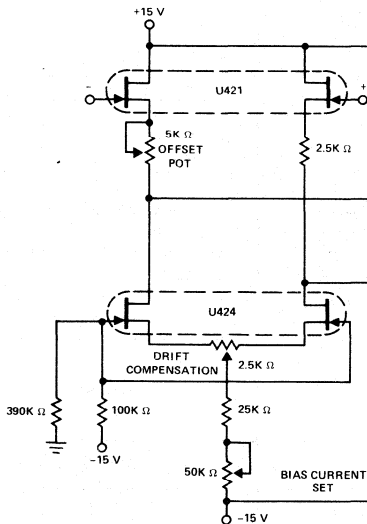 +15 V
U421
−
+
5K Ω
OFFSET
POT
2.5K Ω
U424
DRIFT
COMPENSATION
2.5K Ω
390K Ω
100K Ω
25K Ω
−15 V
50K Ω
BIAS CURRENT
SET
−15 V